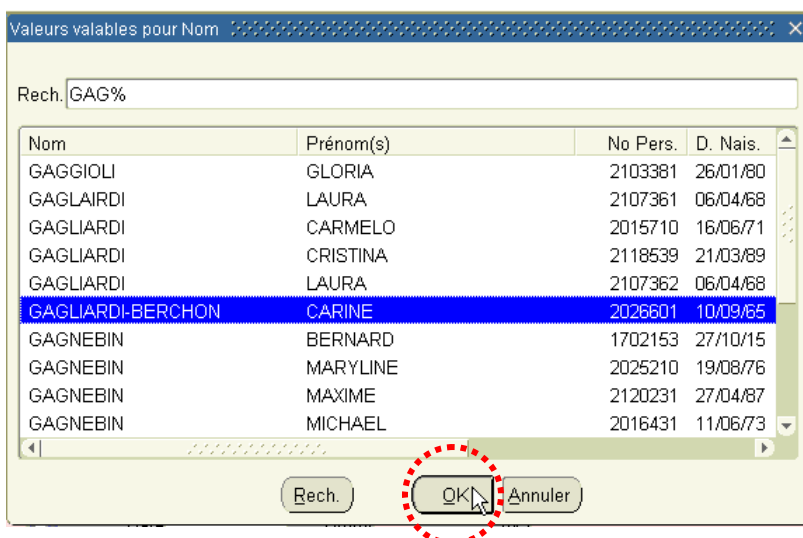 Valeurs valables pour Nom
Rech. GAG%
Nom Prénom(s) No Pers. D. Nais.
GAGGIOLI GLORIA 2103381 26/01/80
GAGLAIRDI LAURA 2107361 06/04/68
GAGLIARDI CARMELO 2015710 16/06/71
GAGLIARDI CRISTINA 2118539 21/03/89
GAGLIARDI LAURA 2107362 06/04/68
GAGLIARDI-BERCHON CARINE 2026601 10/09/65
GAGNEBIN BERNARD 1702153 27/10/15
GAGNEBIN MARYLINE 2025210 19/08/76
GAGNEBIN MAXIME 2120231 27/04/87
GAGNEBIN MICHAEL 2016431 11/06/73
Rech. OK Annuler